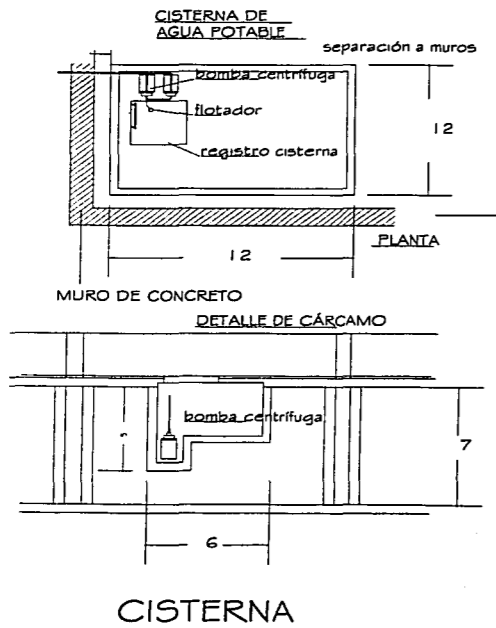 CISTERNA DE
AGUA POTABLE
separación a muros
bomba centrífuga
flotador
12
registro cisterna
PLANTA
12
MURO DE CONCRETO
DETALLE DE CÁRCAMO
bomba centrífuga
7
6
CISTERNA